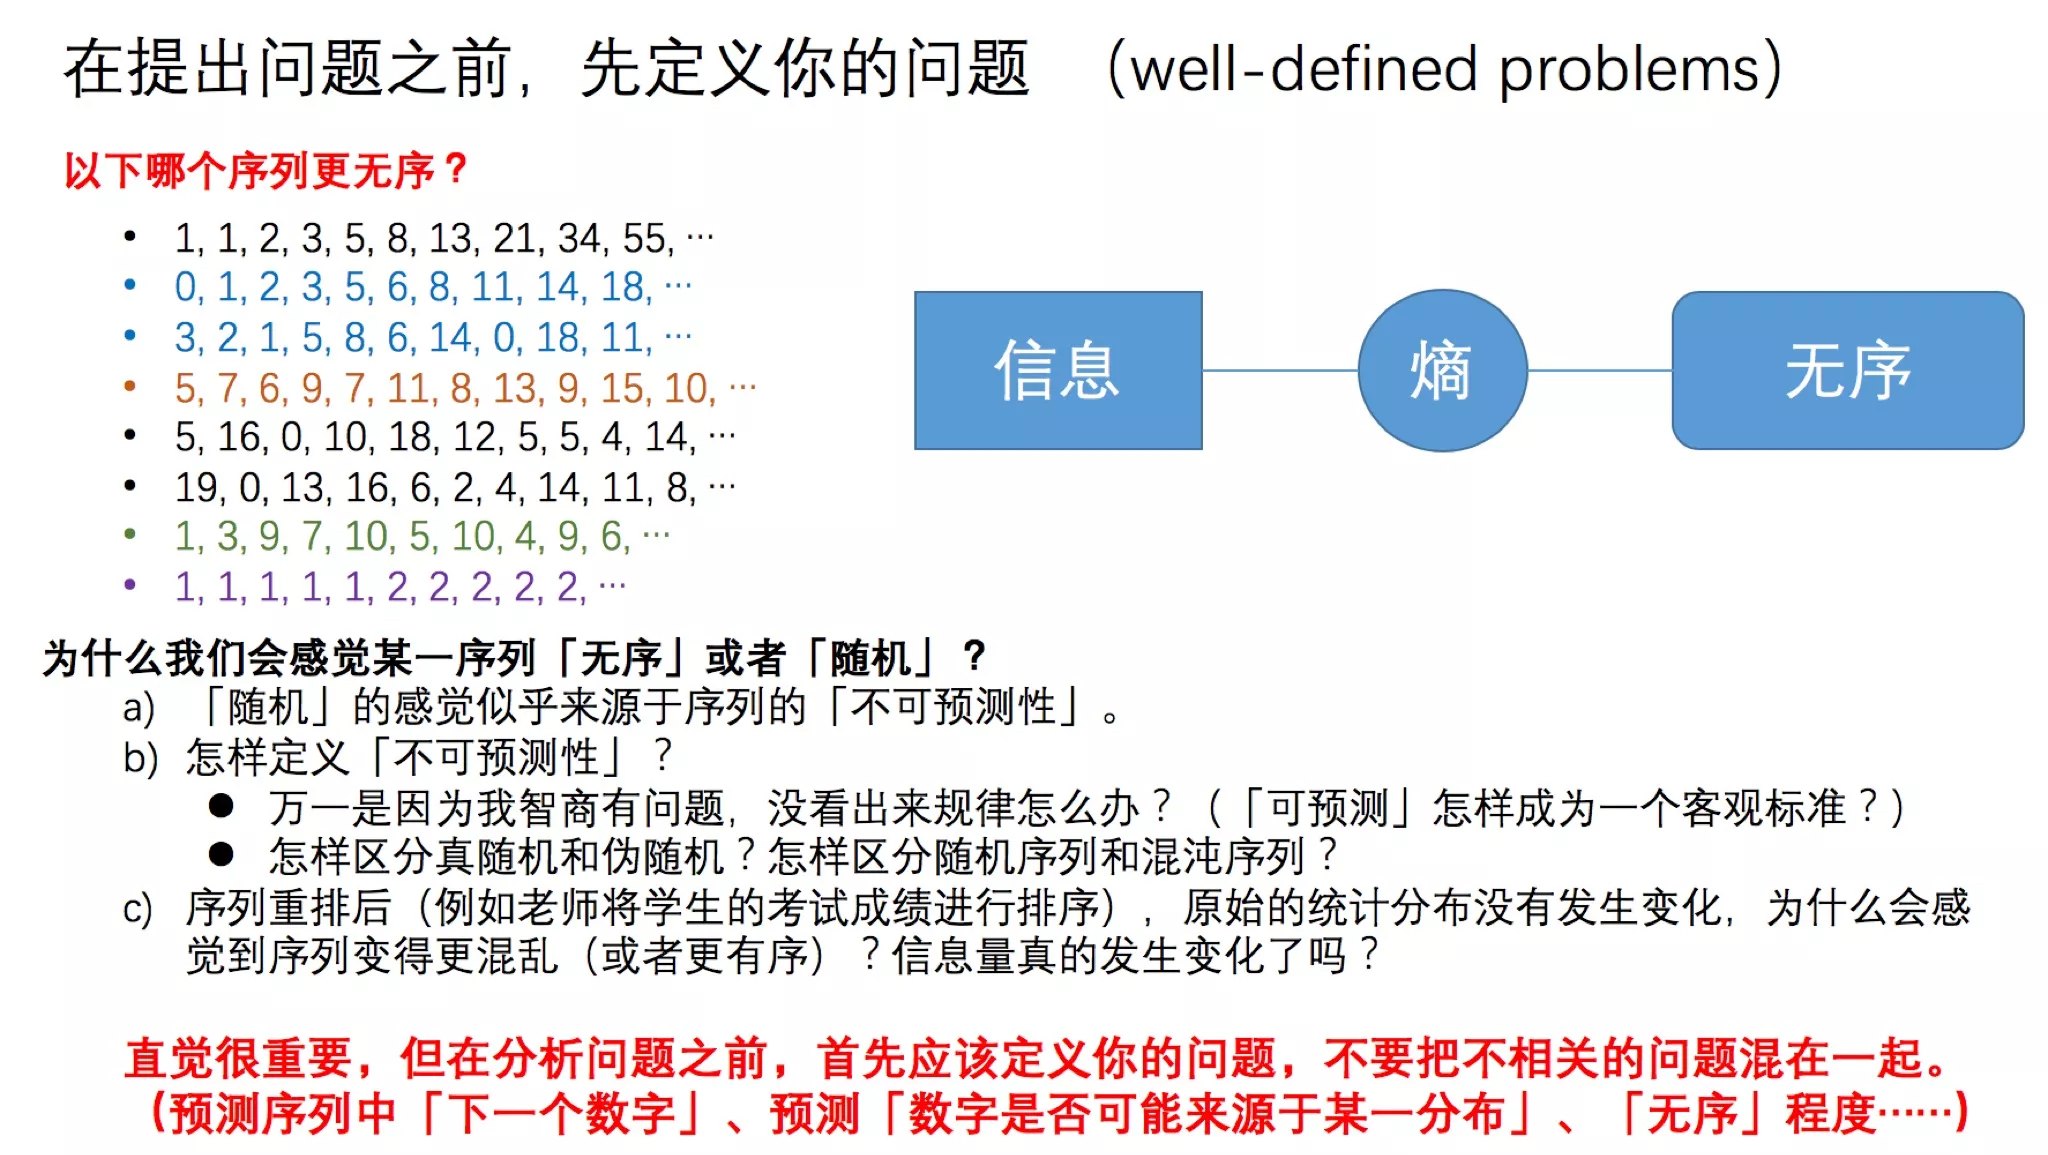 在提出问题之前，先定义你的问题 （well-defined problems）
以下哪个序列更无序？
• 1, 1, 2, 3, 5, 8, 13, 21, 34, 55, …
• 0, 1, 2, 3, 5, 6, 8, 11, 14, 18, …
• 3, 2, 1, 5, 8, 6, 14, 0, 18, 11, …
• 5, 7, 6, 9, 7, 11, 8, 13, 9, 15, 10, …
• 5, 16, 0, 10, 18, 12, 5, 5, 4, 14, …
• 19, 0, 13, 16, 6, 2, 4, 14, 11, 8, …
• 1, 3, 9, 7, 10, 5, 10, 4, 9, 6, …
• 1, 1, 1, 1, 1, 2, 2, 2, 2, 2, …
信息
熵
无序
为什么我们会感觉某一序列「无序」或者「随机」？
a) 「随机」的感觉似乎来源于序列的「不可预测性」。
b) 怎样定义「不可预测性」？
● 万一是因为我智商有问题，没看出来规律怎么办？（「可预测」怎样成为一个客观标准？）
● 怎样区分真随机和伪随机？怎样区分随机序列和混沌序列？
c) 序列重排后（例如老师将学生的考试成绩进行排序），原始的统计分布没有发生变化，为什么会感
觉到序列变得更混乱（或者更有序）？信息量真的发生变化了吗？
直觉很重要，但在分析问题之前，首先应该定义你的问题，不要把不相关的问题混在一起。
（预测序列中「下一个数字」、预测「数字是否可能来源于某一分布」、「无序」程度……）